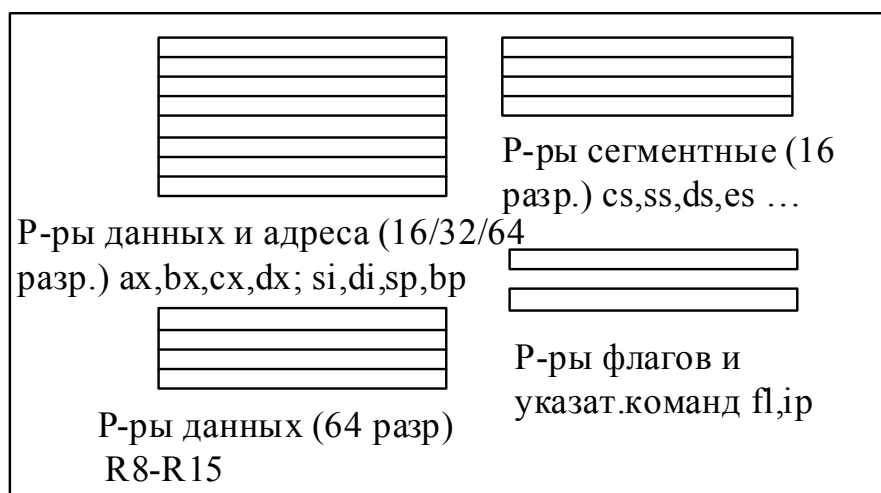 Р-ры данных и адреса (16/32/64
разр.) ax,bx,cx,dx; si,di,sp,bp
Р-ры данных (64 разр)
R8-R15
Р-ры сегментные (16
разр.) cs,ss,ds,es …
Р-ры флагов и
указат.команд fl,ip